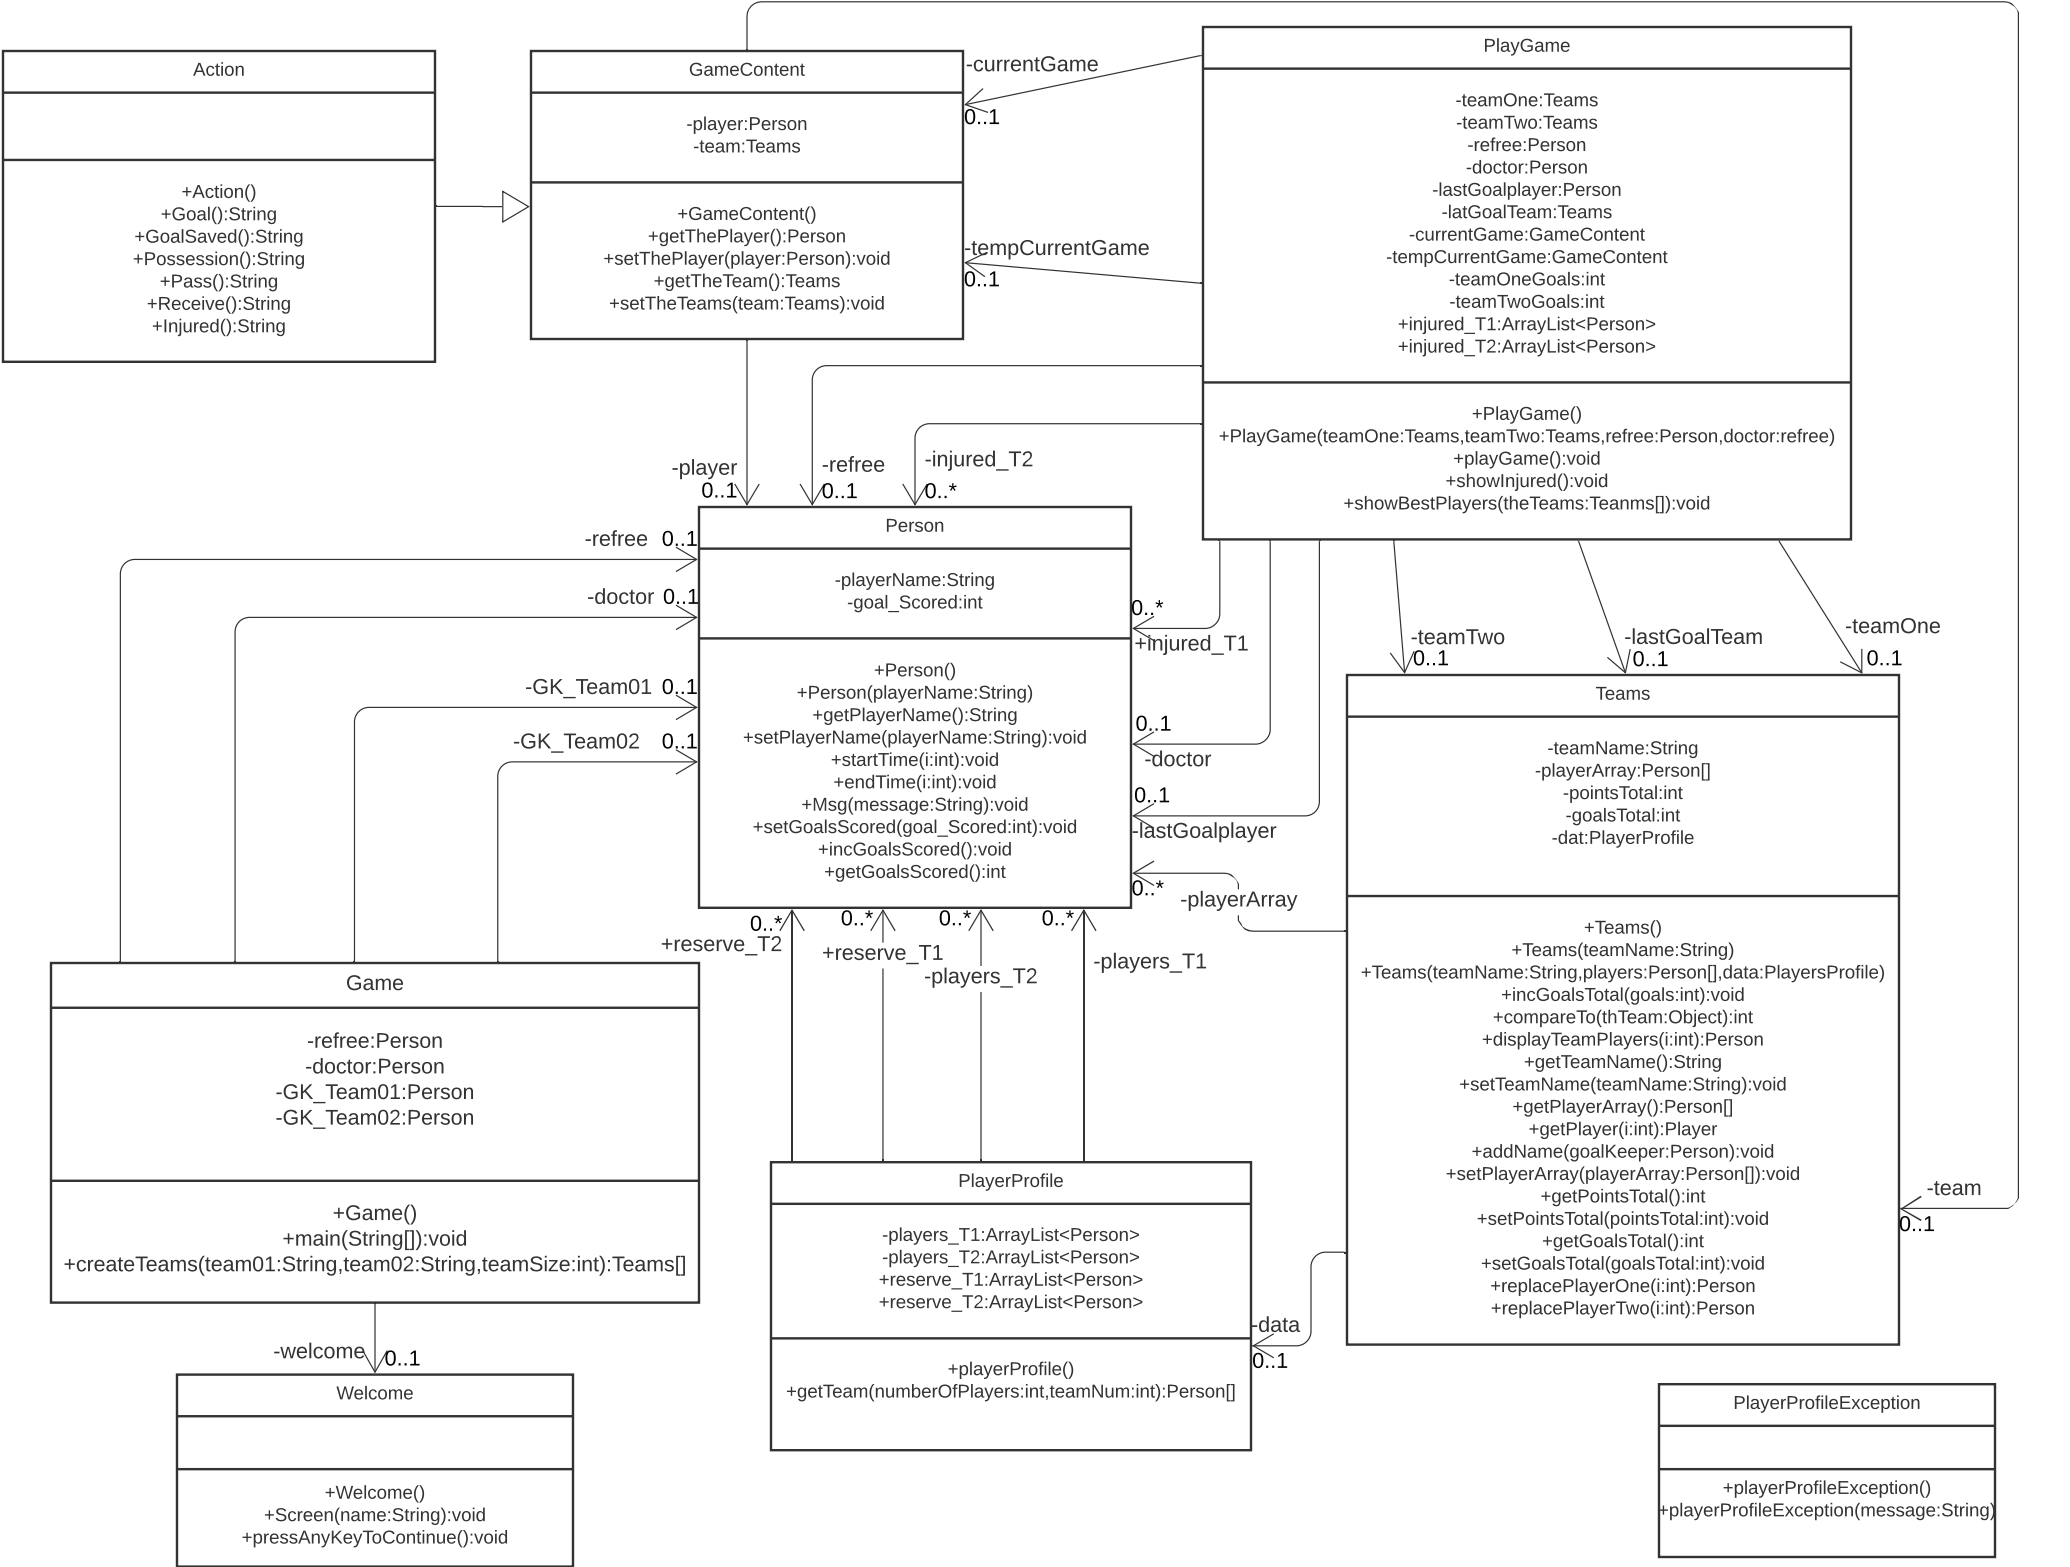 Action
+Action()
+Goal():String
+GoalSaved():String
+Possession():String
+Pass():String
+Receive():String
+Injured():String
GameContent
-player:Person
-team:Teams
+GameContent()
+getThePlayer():Person
+setThePlayer(player:Person):void
+getTheTeam():Teams
+setTheTeams(team:Teams):void
-currentGame
0..1
-tempCurrentGame
0..1
PlayGame
-teamOne:Teams
-teamTwo:Teams
-refree:Person
-doctor:Person
-lastGoalplayer:Person
-latGoalTeam:Teams
-currentGame:GameContent
-tempCurrentGame:GameContent
-teamOneGoals:int
-teamTwoGoals:int
+injured_T1:ArrayList<Person>
+injured_T2:ArrayList<Person>
+PlayGame()
+PlayGame(teamOne:Teams,teamTwo:Teams,refree:Person,doctor:refree)
+playGame():void
+showInjured():void
+showBestPlayers(theTeams:Teanms[]):void
-player
0..1
-refree
0..1
-injured_T2
0..*
-refree 0..1
-doctor 0..1
-GK_Team01 0..1
-GK_Team02 0..1
Person
-playerName:String
-goal_Scored:int
+Person()
+Person(playerName:String)
+getPlayerName():String
+setPlayerName(playerName:String):void
+startTime(i:int):void
+endTime(i:int):void
+Msg(message:String):void
+setGoalsScored(goal_Scored:int):void
+incGoalsScored():void
+getGoalsScored():int
0..*
+injured_T1
0..1
-doctor
0..1
-lastGoalplayer
0..*
-playerArray
-teamTwo
0..1
-lastGoalTeam
0..1
-teamOne
0..1
Teams
-teamName:String
-playerArray:Person[]
-pointsTotal:int
-goalsTotal:int
-dat:PlayerProfile
+Teams()
+Teams(teamName:String)
+Teams(teamName:String,players:Person[],data:PlayersProfile)
+incGoalsTotal(goals:int):void
+compareTo(thTeam:Object):int
+displayTeamPlayers(i:int):Person
+getTeamName():String
+setTeamName(teamName:String):void
+getPlayerArray():Person[]
+getPlayer(i:int):Player
+addName(goalKeeper:Person):void
+setPlayerArray(playerArray:Person[]):void
+getPointsTotal():int
+setPointsTotal(pointsTotal:int):void
+getGoalsTotal():int
+setGoalsTotal(goalsTotal:int):void
+replacePlayerOne(i:int):Person
+replacePlayerTwo(i:int):Person
-team
0..1
0..*
+reserve_T2
0..*
+reserve_T1
0..*
-players_T2
0..*
-players_T1
Game
-refree:Person
-doctor:Person
-GK_Team01:Person
-GK_Team02:Person
+Game()
+main(String[]):void
+createTeams(team01:String,team02:String,teamSize:int):Teams[]
-welcome
0..1
Welcome
+Welcome()
+Screen(name:String):void
+pressAnyKeyToContinue():void
PlayerProfile
-players_T1:ArrayList<Person>
-players_T2:ArrayList<Person>
+reserve_T1:ArrayList<Person>
+reserve_T2:ArrayList<Person>
+playerProfile()
+getTeam(numberOfPlayers:int,teamNum:int):Person[]
-data
0..1
PlayerProfileException
+playerProfileException()
+playerProfileException(message:String)